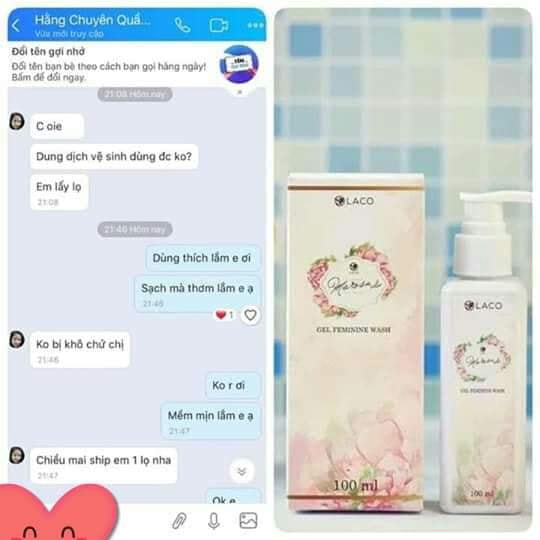 Hằng Chuyên Quầ...
Vừa mới truy cập
Đổi tên gợi nhớ
Đổi tên bạn bè theo cách bạn gọi hàng ngày!
Bấm để đổi ngay.
21:08 Hôm nay
C oie
Dung dịch vệ sinh dùng đc ko?
Em lấy lọ
21:08
21:46 Hôm nay
Dùng thích lắm e ơi
Sạch mà thơm lắm e ạ
21:46
1
Ko bị khô chứ chị
21:46
Ko r ơi
Mềm mịn lắm e ạ
21:47
Chiều mai ship em 1 lọ nha
21:47
Ok e
LACO
GEL FEMININE WASH
100 ml
LACO
GEL FEMININE WASH
100 ml